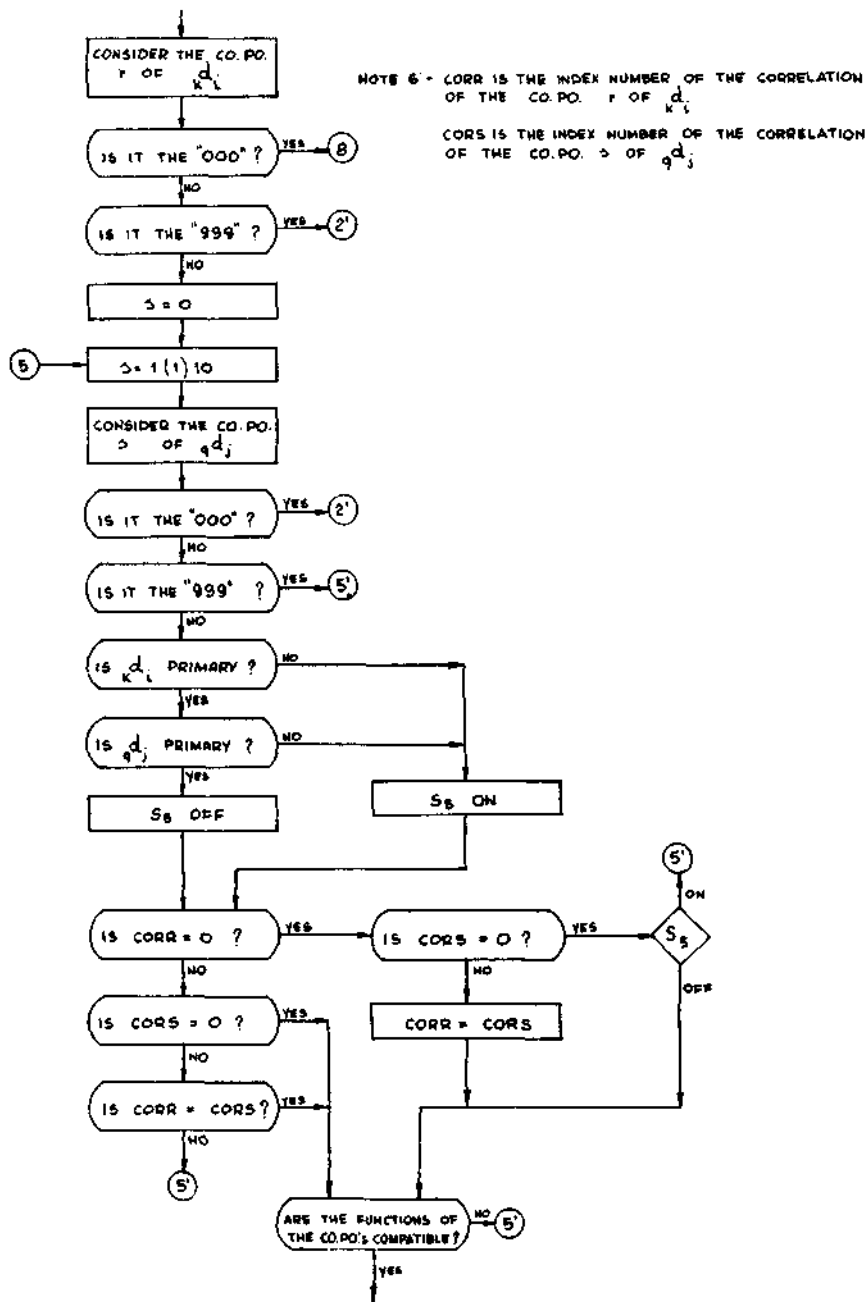 CONSIDER THE CO.PO.
r OF kdi
NOTE 6 - CORR IS THE INDEX NUMBER OF THE CORRELATION
OF THE CO.PO. r OF kdi
CORS IS THE INDEX NUMBER OF THE CORRELATION
OF THE CO.PO. s OF qdj
IS IT THE "000" ?
YES
8
NO
IS IT THE "999" ?
YES
2'
NO
s = 0
5
s = 1 (1) 10
CONSIDER THE CO.PO.
s OF qdj
IS IT THE "000" ?
YES
2'
NO
IS IT THE "999" ?
YES
5'
NO
IS kdi PRIMARY ?
NO
YES
IS qdj PRIMARY ?
NO
YES
S5 OFF
S5 ON
5'
ON
IS CORR = 0 ?
YES
IS CORS = 0 ?
YES
S5
NO
NO
OFF
IS CORS = 0 ?
YES
CORR = CORS
NO
IS CORR = CORS ?
YES
NO
5'
ARE THE FUNCTIONS OF
THE CO.PO.'s COMPATIBLE ?
NO
5'
YES